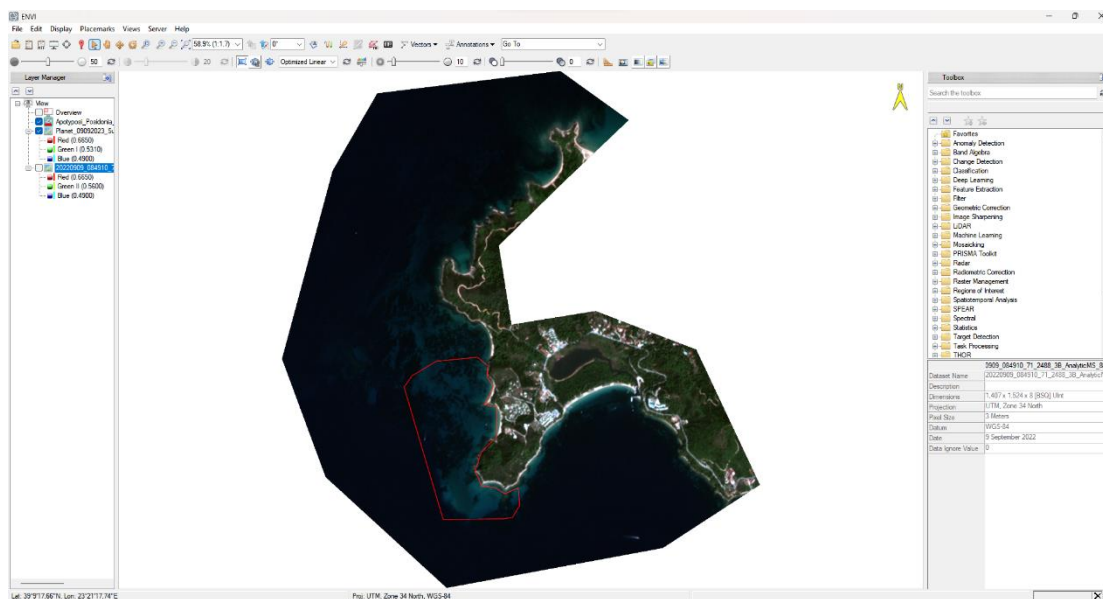 ENVI
File Edit Display Placemarks Views Server Help
58.9% (1:1.7) 0° Vectors Annotations Go To
50 20 Optimized Linear 10 0
Layer Manager
View
Overview
Apotyposi_Posidonia_
Planet_09092023_Su
Red (0.6650)
Green I (0.5310)
Blue (0.4900)
20220909_084910_7
Red (0.6650)
Green II (0.5600)
Blue (0.4900)
N
Toolbox
Search the toolbox
Favorites
Anomaly Detection
Band Algebra
Change Detection
Classification
Deep Learning
Feature Extraction
Filter
Geometric Correction
Image Sharpening
LiDAR
Machine Learning
Mosaicking
PRISMA Toolkit
Radar
Radiometric Correction
Raster Management
Regions of Interest
Spatiotemporal Analysis
SPEAR
Spectral
Statistics
Target Detection
Task Processing
THOR
0909_084910_71_2488_3B_AnalyticMS_8
Dataset Name 20220909_084910_71_2488_3B_AnalyticM
Description
Dimensions 1,407 x 1,524 x 8 [BSQ] UInt
Projection UTM, Zone 34 North
Pixel Size 3 Meters
Datum WGS-84
Date 9 September 2022
Data Ignore Value 0
Lat: 39°9'17.66"N, Lon: 23°21'17.74"E Proj: UTM, Zone 34 North, WGS-84